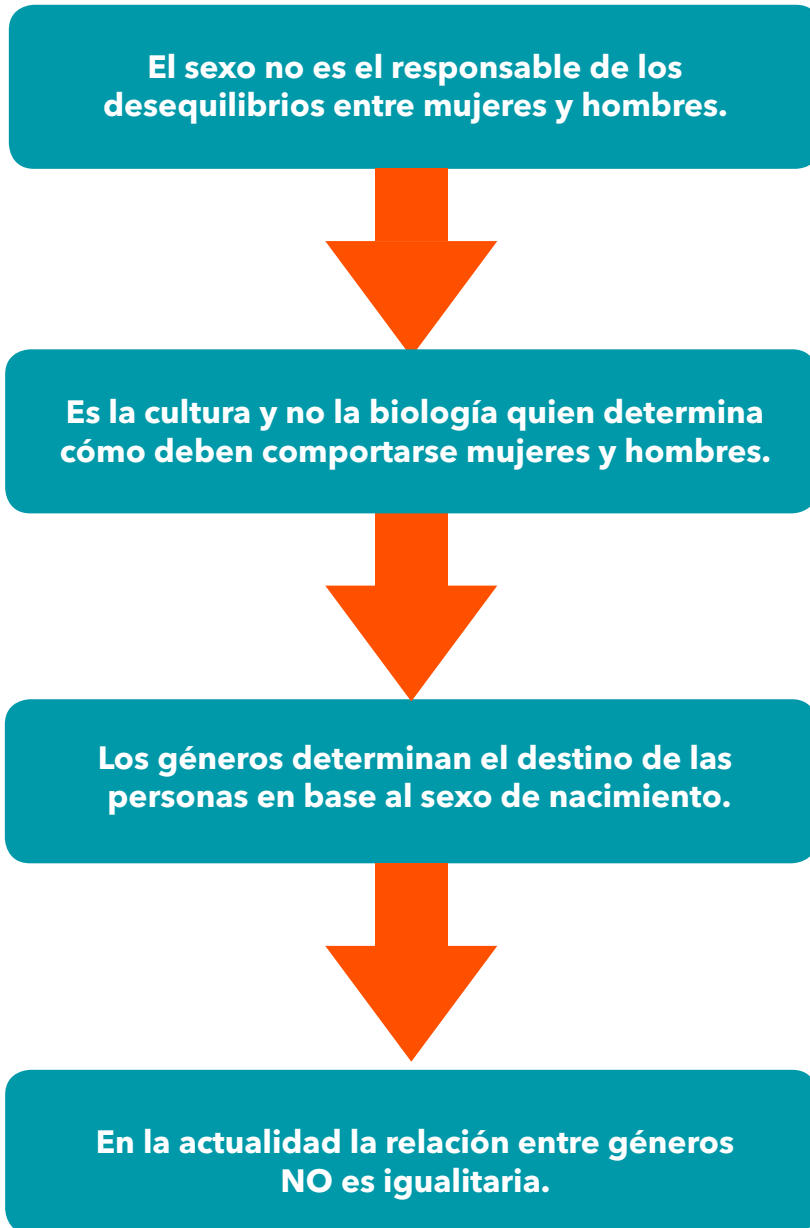 El sexo no es el responsable de los
desequilibrios entre mujeres y hombres.
Es la cultura y no la biología quien determina
cómo deben comportarse mujeres y hombres.
Los géneros determinan el destino de las
personas en base al sexo de nacimiento.
En la actualidad la relación entre géneros
NO es igualitaria.